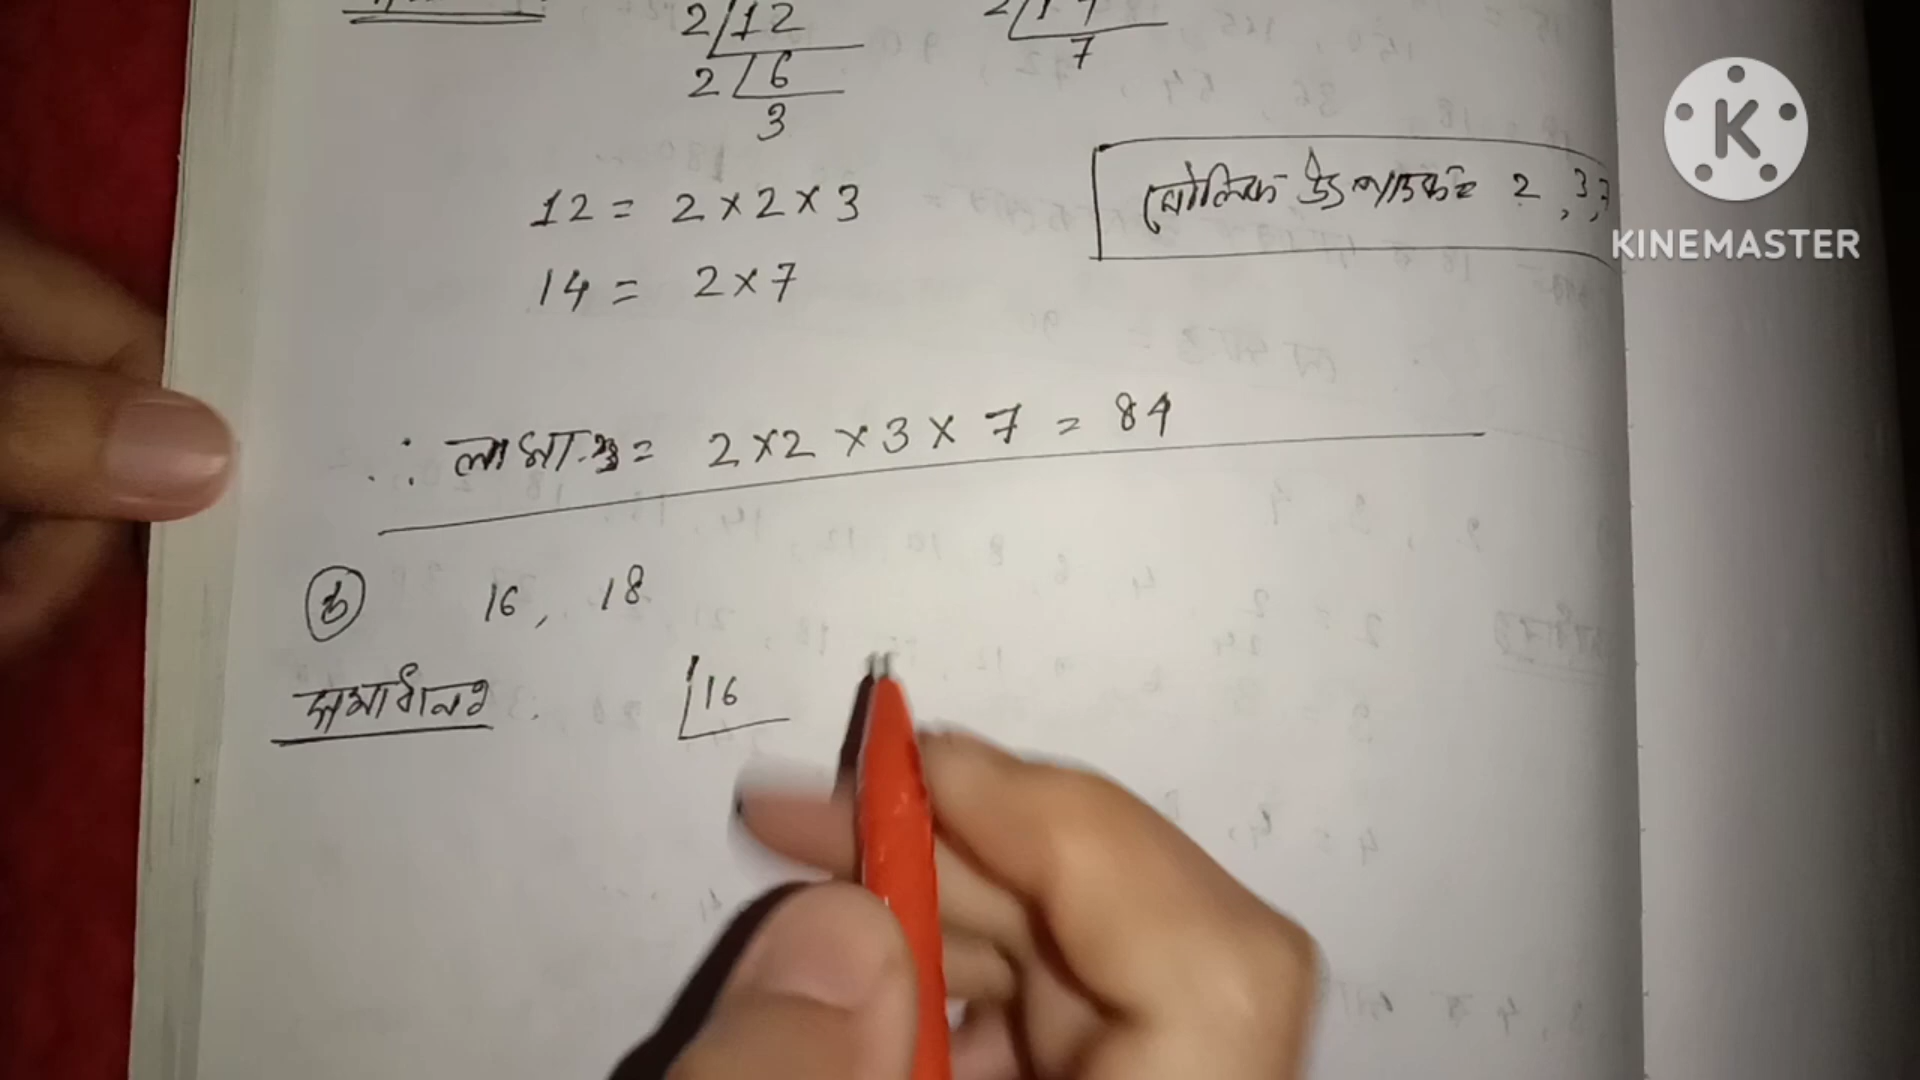 2 12
2 6
3
2
7
12 = 2 × 2 × 3
14 = 2 × 7
মৌলিক উৎপাদকঃ 2, 3, 7
K
KINEMASTER
∴ ল.সা.গু = 2 × 2 × 3 × 7 = 84
16, 18
সমাধানঃ 16